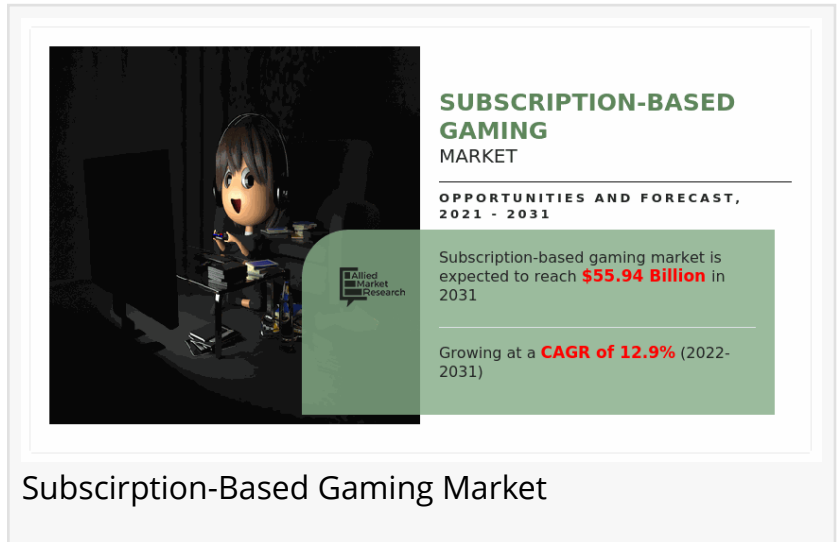 SUBSCRIPTION-BASED
GAMING
MARKET
OPPORTUNITIES AND FORECAST,
2021 - 2031
Subscription-based gaming market is
expected to reach $55.94 Billion in
2031
Allied
Market
Research
Growing at a CAGR of 12.9% (2022-
2031)
Subscirption-Based Gaming Market